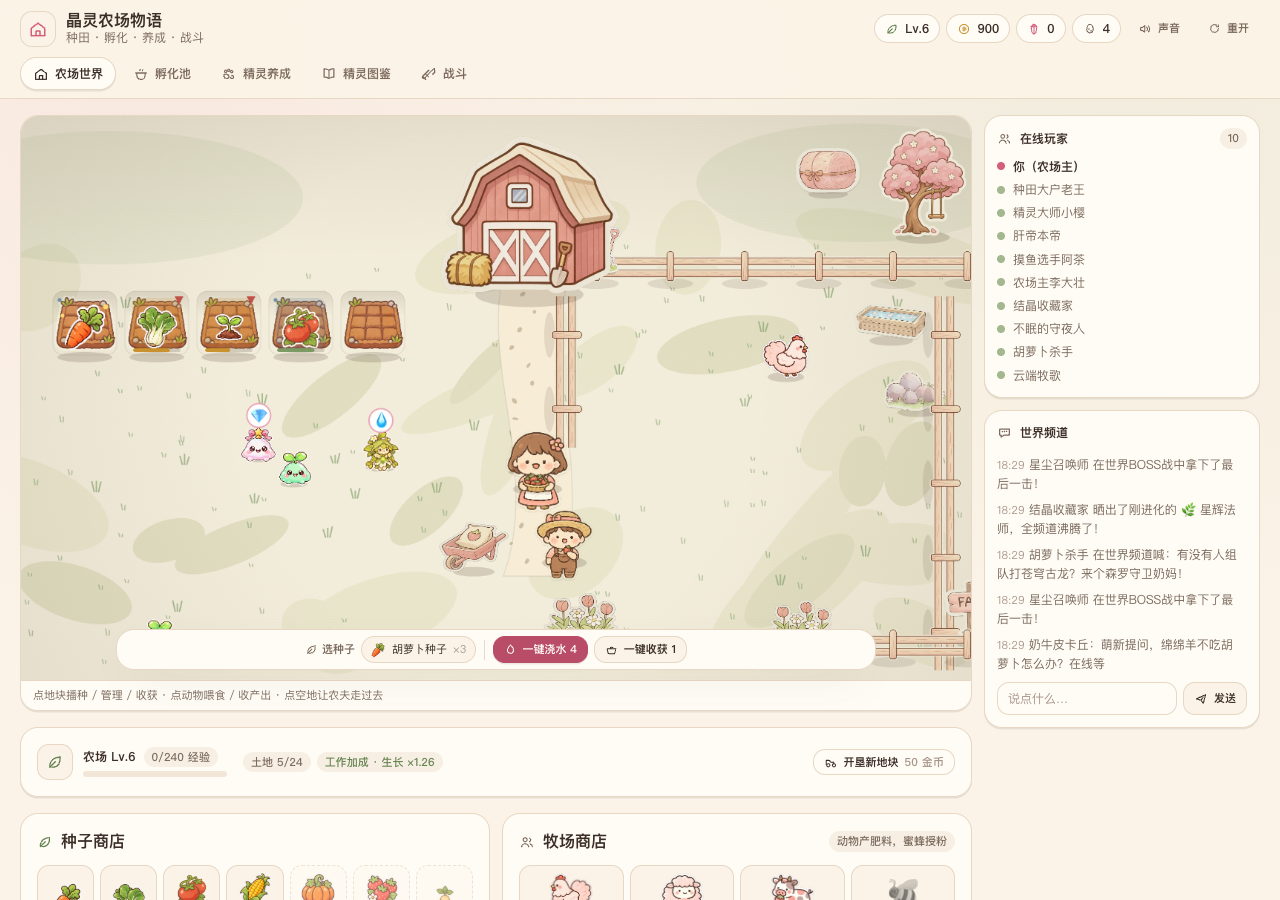 晶灵农场物语
种田 · 孵化 · 养成 · 战斗
Lv.6
900
0
4
声音
重开
农场世界
孵化池
精灵养成
精灵图鉴
战斗
选种子
胡萝卜种子 ×3
一键浇水 4
一键收获 1
点地块播种 / 管理 / 收获 · 点动物喂食 / 收产出 · 点空地让农夫走过去
农场 Lv.6
0/240 经验
土地 5/24
工作加成 · 生长 ×1.26
开垦新地块 50 金币
种子商店
牧场商店
动物产肥料，蜜蜂授粉
在线玩家
10
你（农场主）
种田大户老王
精灵大师小樱
肝帝本帝
摸鱼选手阿茶
农场主李大壮
结晶收藏家
不眠的守夜人
胡萝卜杀手
云端牧歌
世界频道
18:29 星尘召唤师 在世界BOSS战中拿下了最
后一击！
18:29 结晶收藏家 晒出了刚进化的 🌿 星辉法
师，全频道沸腾了！
18:29 胡萝卜杀手 在世界频道喊：有没有人组
队打苍穹古龙？来个森罗守卫奶妈！
18:29 星尘召唤师 在世界BOSS战中拿下了最
后一击！
18:29 奶牛皮卡丘：萌新提问，绵绵羊不吃胡
萝卜怎么办？在线等
说点什么…
发送